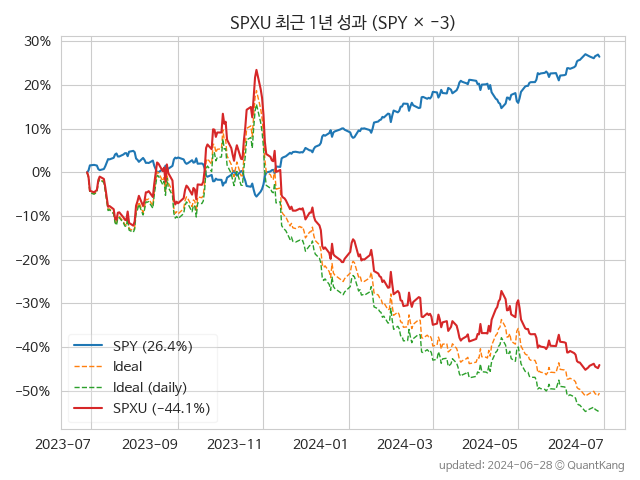 SPXU 최근 1년 성과 (SPY × −3)
30%
20%
10%
0%
−10%
−20%
−30%
−40%
−50%
SPY (26.4%)
Ideal
Ideal (daily)
SPXU (−44.1%)
2023-07 2023-09 2023-11 2024-01 2024-03 2024-05 2024-07
updated: 2024-06-28 © QuantKang